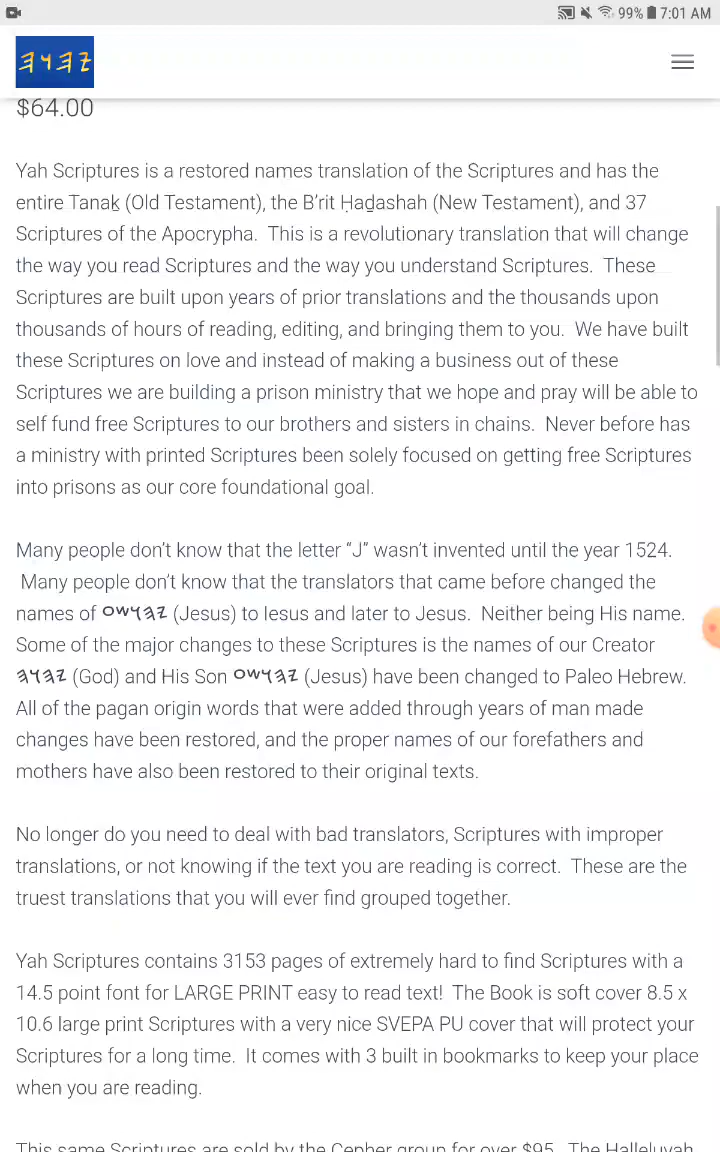 99% 7:01 AM
𐤉𐤄𐤅𐤄
$64.00
Yah Scriptures is a restored names translation of the Scriptures and has the
entire Tanaḵ (Old Testament), the B’rit Ḥaḏashah (New Testament), and 37
Scriptures of the Apocrypha.  This is a revolutionary translation that will change
the way you read Scriptures and the way you understand Scriptures.  These
Scriptures are built upon years of prior translations and the thousands upon
thousands of hours of reading, editing, and bringing them to you.  We have built
these Scriptures on love and instead of making a business out of these
Scriptures we are building a prison ministry that we hope and pray will be able to
self fund free Scriptures to our brothers and sisters in chains.  Never before has
a ministry with printed Scriptures been solely focused on getting free Scriptures
into prisons as our core foundational goal.
Many people don’t know that the letter “J” wasn’t invented until the year 1524.
Many people don’t know that the translators that came before changed the
names of 𐤉𐤄𐤅𐤔𐤏 (Jesus) to Iesus and later to Jesus.  Neither being His name.
Some of the major changes to these Scriptures is the names of our Creator
𐤉𐤄𐤅𐤄 (God) and His Son 𐤉𐤄𐤅𐤔𐤏 (Jesus) have been changed to Paleo Hebrew.
All of the pagan origin words that were added through years of man made
changes have been restored, and the proper names of our forefathers and
mothers have also been restored to their original texts.
No longer do you need to deal with bad translators, Scriptures with improper
translations, or not knowing if the text you are reading is correct.  These are the
truest translations that you will ever find grouped together.
Yah Scriptures contains 3153 pages of extremely hard to find Scriptures with a
14.5 point font for LARGE PRINT easy to read text!  The Book is soft cover 8.5 x
10.6 large print Scriptures with a very nice SVEPA PU cover that will protect your
Scriptures for a long time.  It comes with 3 built in bookmarks to keep your place
when you are reading.
This same Scriptures are sold by the Cepher group for over $95.  The Halleluyah